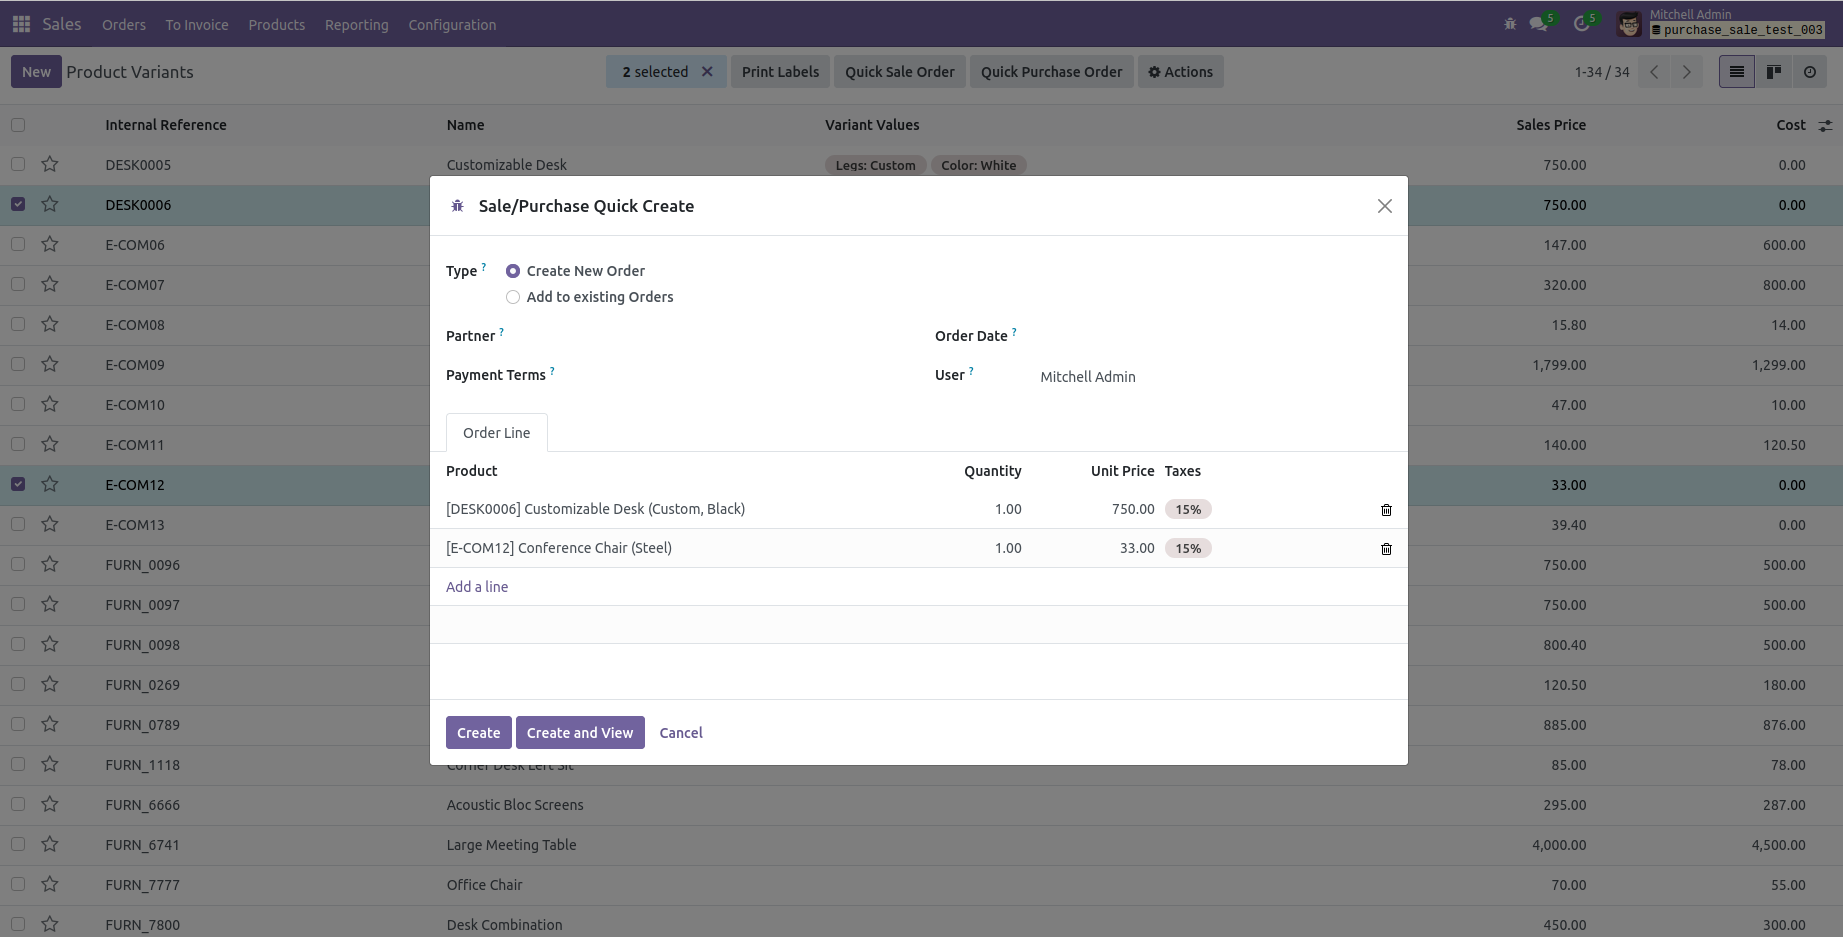 Sales Orders To Invoice Products Reporting Configuration 5 5 Mitchell Admin
purchase_sale_test_003
New Product Variants 2 selected Print Labels Quick Sale Order Quick Purchase Order Actions 1-34 / 34
Internal Reference Name Variant Values Sales Price Cost
DESK0005 Customizable Desk Legs: Custom Color: White 750.00 0.00
DESK0006 750.00 0.00
E-COM06 147.00 600.00
E-COM07 320.00 800.00
E-COM08 15.80 14.00
E-COM09 1,799.00 1,299.00
E-COM10 47.00 10.00
E-COM11 140.00 120.50
E-COM12 33.00 0.00
E-COM13 39.40 0.00
FURN_0096 750.00 500.00
FURN_0097 750.00 500.00
FURN_0098 800.40 500.00
FURN_0269 120.50 180.00
FURN_0789 885.00 876.00
FURN_1118 Corner Desk Left Sit 85.00 78.00
FURN_6666 Acoustic Bloc Screens 295.00 287.00
FURN_6741 Large Meeting Table 4,000.00 4,500.00
FURN_7777 Office Chair 70.00 55.00
FURN_7800 Desk Combination 450.00 300.00
Sale/Purchase Quick Create
Type ? Create New Order
Add to existing Orders
Partner ? Order Date ?
Payment Terms ? User ? Mitchell Admin
Order Line
Product Quantity Unit Price Taxes
[DESK0006] Customizable Desk (Custom, Black) 1.00 750.00 15%
[E-COM12] Conference Chair (Steel) 1.00 33.00 15%
Add a line
Create Create and View Cancel